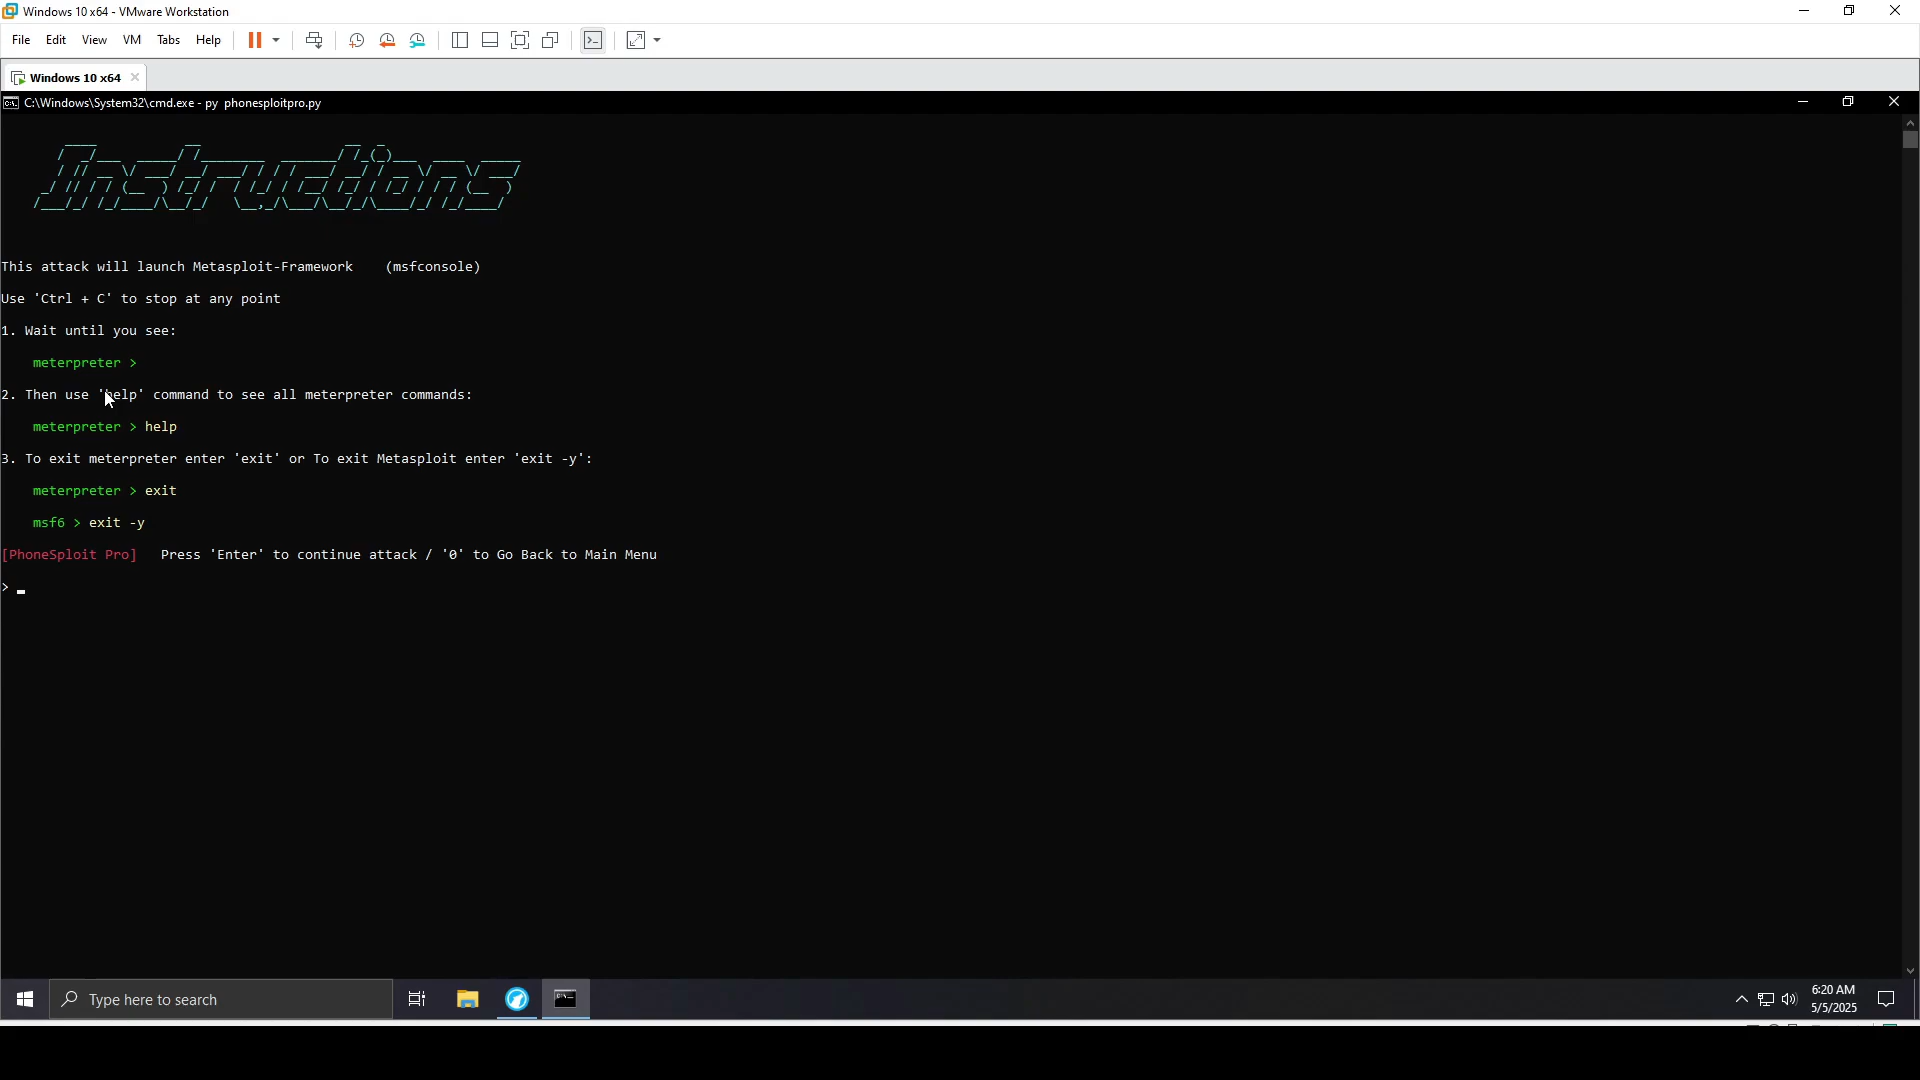 Windows 10 x64 - VMware Workstation
File Edit View VM Tabs Help
Windows 10 x64
C:\Windows\System32\cmd.exe - py phonesploitpro.py
Instructions
This attack will launch Metasploit-Framework (msfconsole)
Use 'Ctrl + C' to stop at any point
1. Wait until you see:
meterpreter >
2. Then use 'help' command to see all meterpreter commands:
meterpreter > help
3. To exit meterpreter enter 'exit' or To exit Metasploit enter 'exit -y':
meterpreter > exit
msf6 > exit -y
[PhoneSploit Pro] Press 'Enter' to continue attack / '0' to Go Back to Main Menu
> _
Type here to search
6:20 AM
5/5/2025